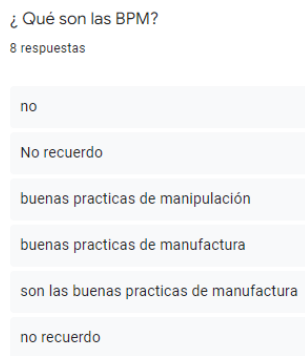 ¿ Qué son las BPM?
8 respuestas
no
No recuerdo
buenas practicas de manipulación
buenas practicas de manufactura
son las buenas practicas de manufactura
no recuerdo